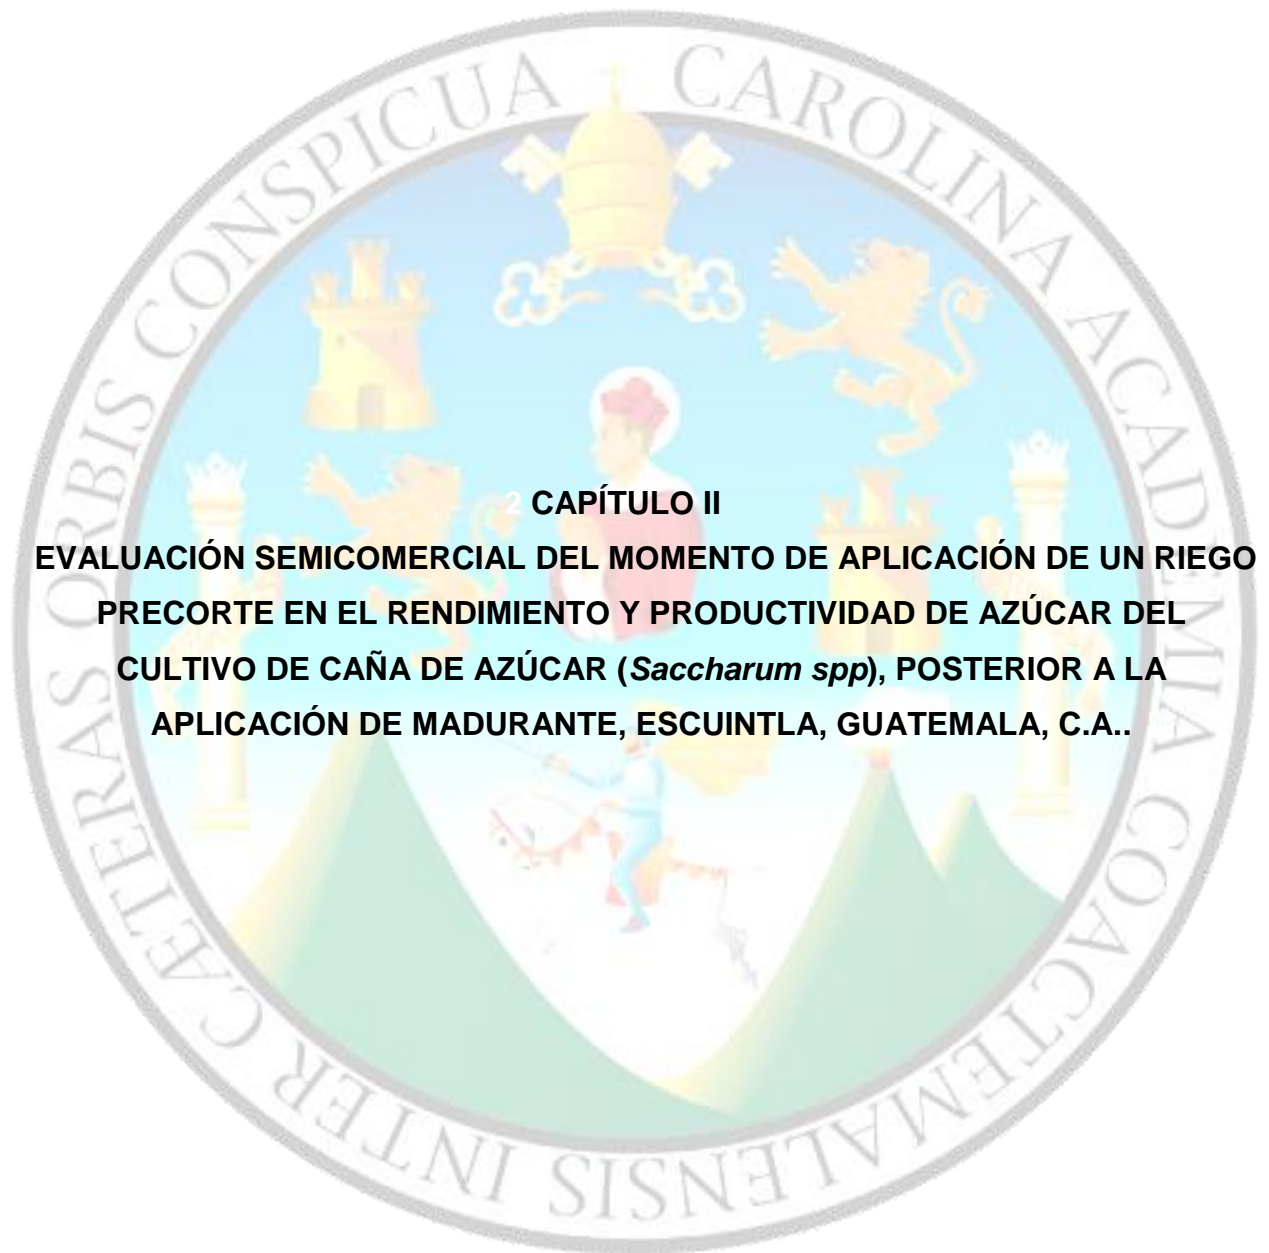 CAROLINA ACADEMIA COACTEMALENSIS INTER CÆTERAS ORBIS CONSPICUA
2 CAPÍTULO II
EVALUACIÓN SEMICOMERCIAL DEL MOMENTO DE APLICACIÓN DE UN RIEGO
PRECORTE EN EL RENDIMIENTO Y PRODUCTIVIDAD DE AZÚCAR DEL
CULTIVO DE CAÑA DE AZÚCAR (Saccharum spp), POSTERIOR A LA
APLICACIÓN DE MADURANTE, ESCUINTLA, GUATEMALA, C.A..